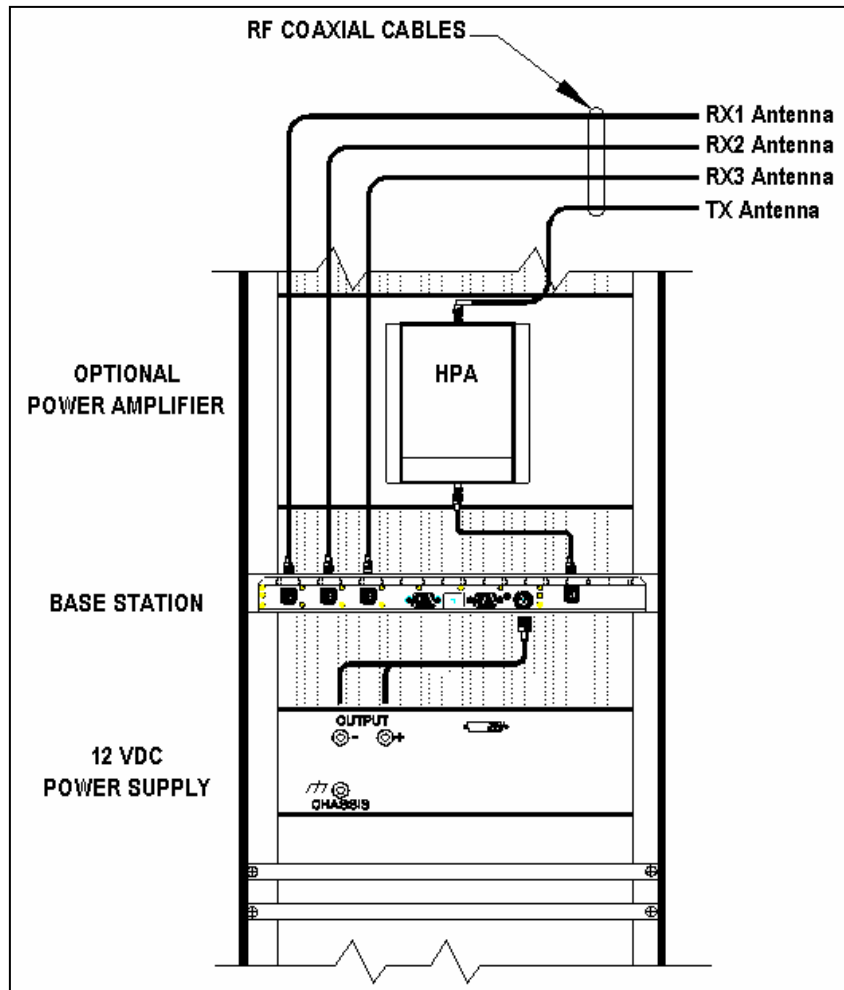 RF COAXIAL CABLES
RX1 Antenna
RX2 Antenna
RX3 Antenna
TX Antenna
OPTIONAL
POWER AMPLIFIER
HPA
BASE STATION
12 VDC
POWER SUPPLY
OUTPUT
- +
CHASSIS